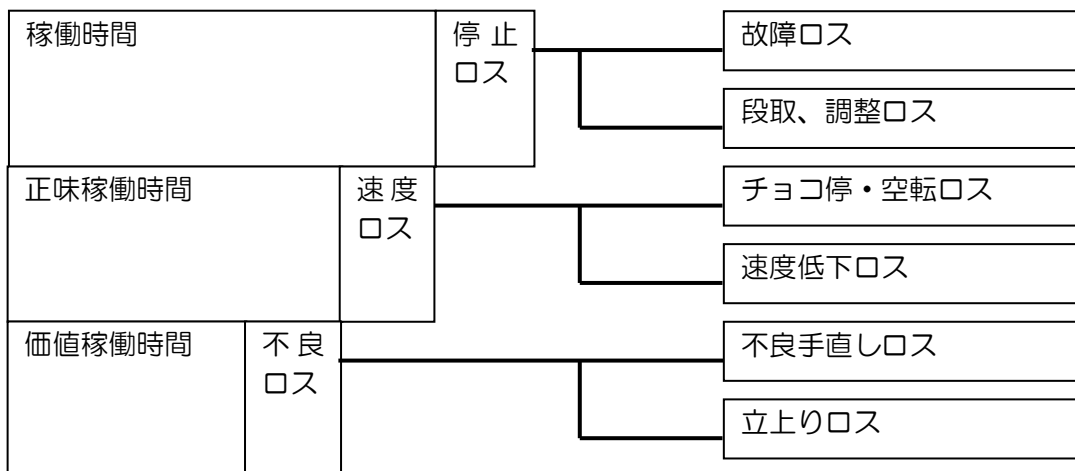 稼働時間
停止
ロス
故障ロス
段取、調整ロス
正味稼働時間
速度
ロス
チョコ停・空転ロス
速度低下ロス
価値稼働時間
不良
ロス
不良手直しロス
立上りロス